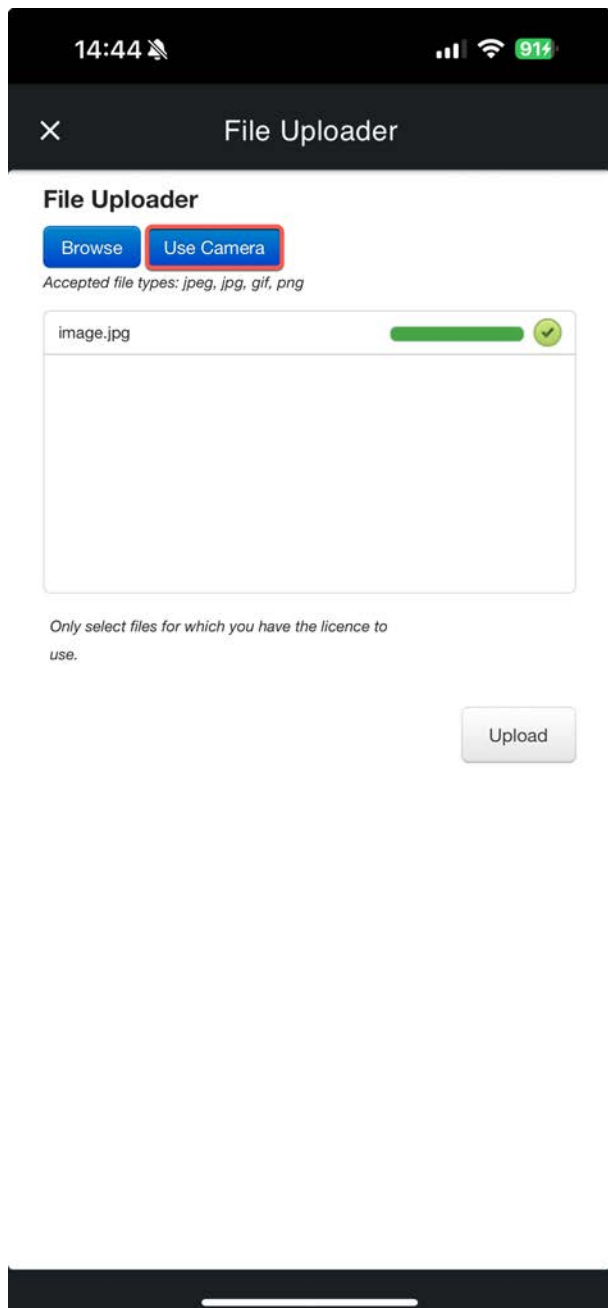 14:44
91
File Uploader
File Uploader
Browse Use Camera
Accepted file types: jpeg, jpg, gif, png
image.jpg
Only select files for which you have the licence to
use.
Upload